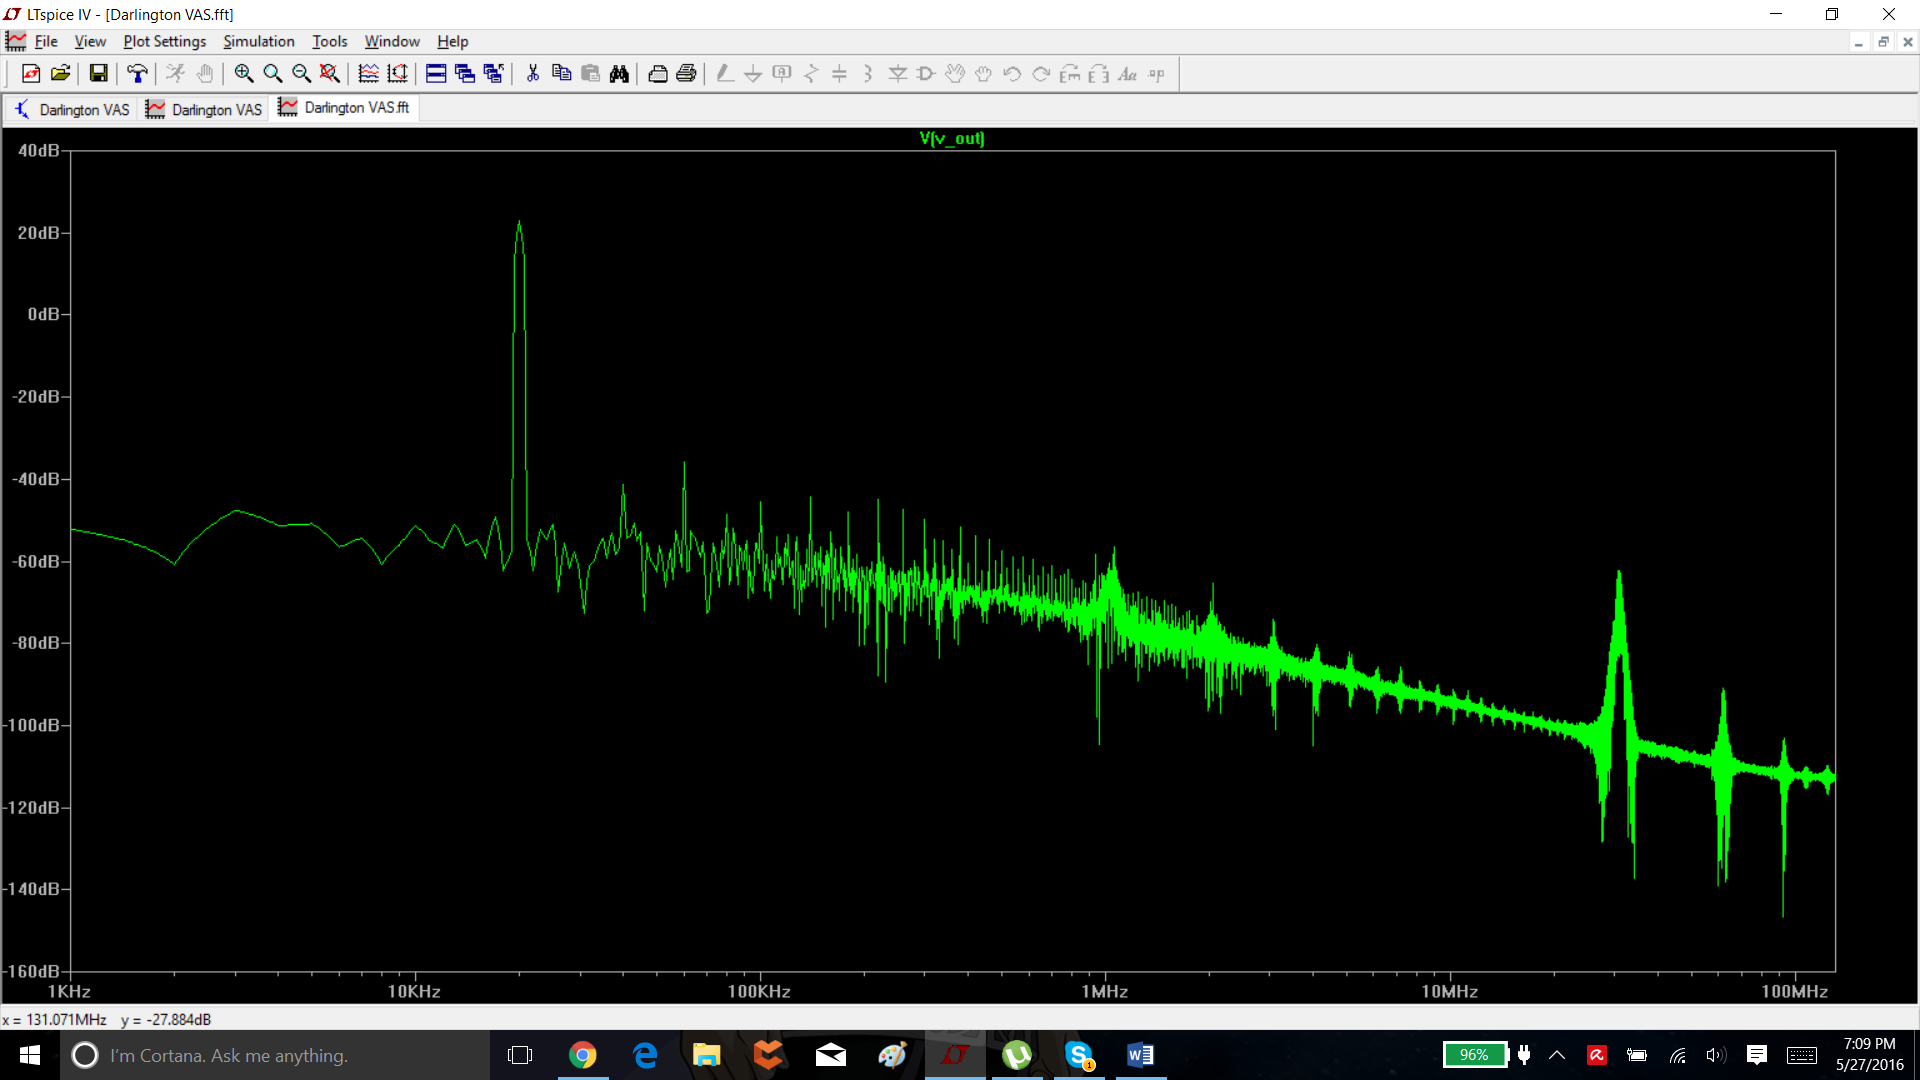 LTspice IV - [Darlington VAS.fft]
File View Plot Settings Simulation Tools Window Help
Darlington VAS Darlington VAS Darlington VAS.fft
V(v_out)
40dB
20dB
0dB
-20dB
-40dB
-60dB
-80dB
-100dB
-120dB
-140dB
-160dB
1KHz 10KHz 100KHz 1MHz 10MHz 100MHz
x = 131.071MHz y = -27.884dB
I'm Cortana. Ask me anything.
96%
7:09 PM
5/27/2016